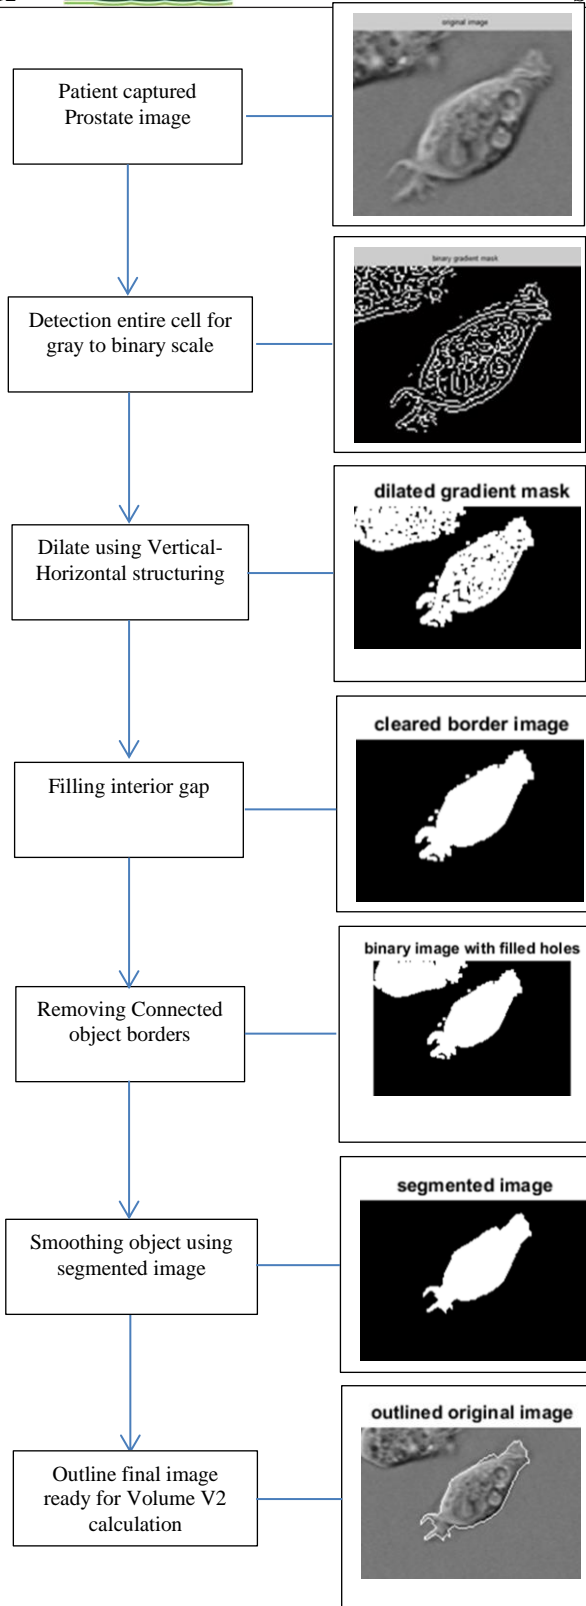 original image
Patient captured
Prostate image
binary gradient mask
Detection entire cell for
gray to binary scale
dilated gradient mask
Dilate using Vertical-
Horizontal structuring
cleared border image
Filling interior gap
binary image with filled holes
Removing Connected
object borders
segmented image
Smoothing object using
segmented image
outlined original image
Outline final image
ready for Volume V2
calculation